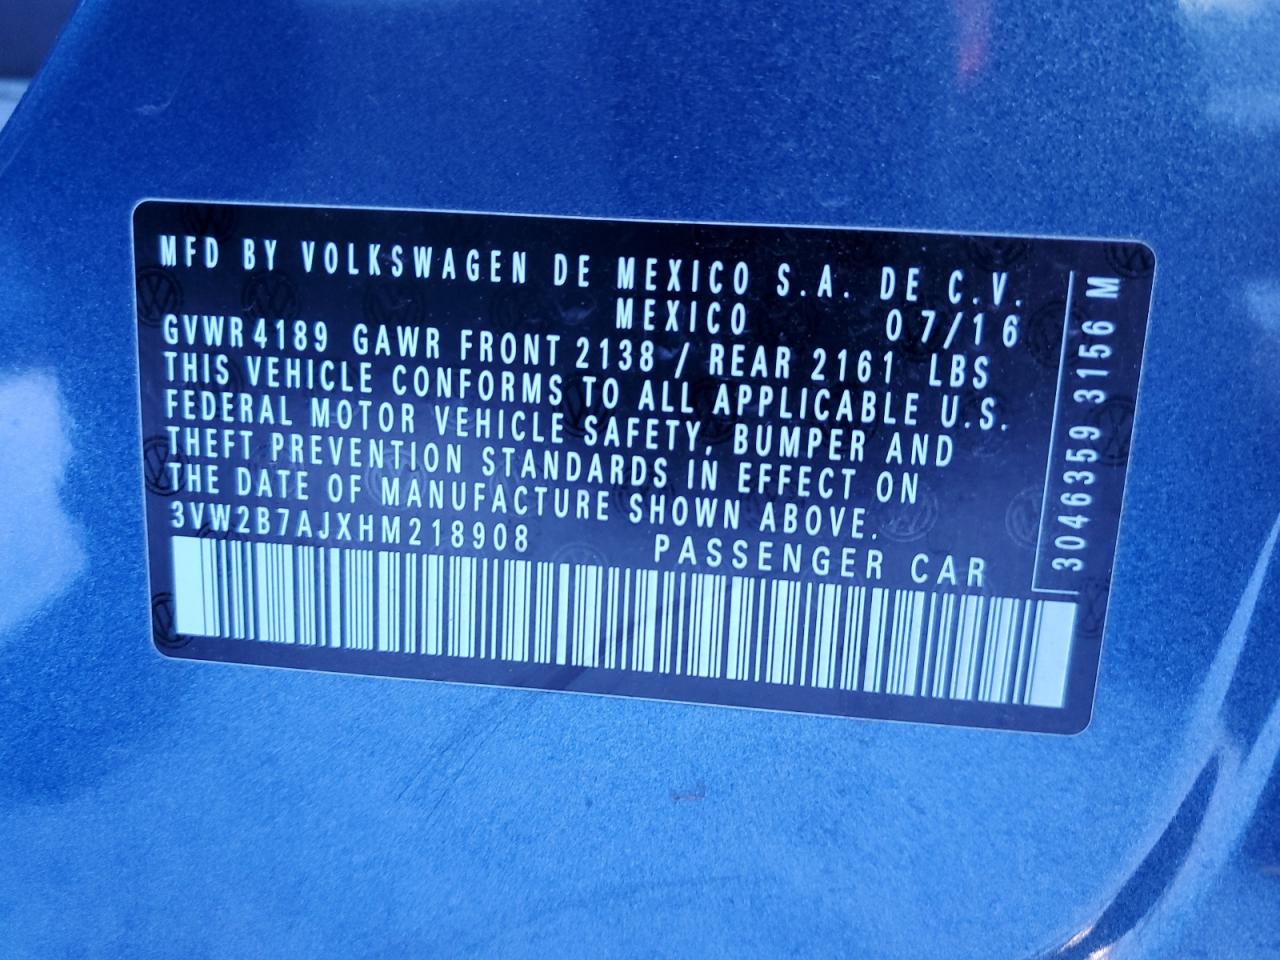 MFD BY VOLKSWAGEN DE MEXICO S.A. DE C.V.
MEXICO 07/16
GVWR 4189 GAWR FRONT 2138 / REAR 2161 LBS
THIS VEHICLE CONFORMS TO ALL APPLICABLE U.S.
FEDERAL MOTOR VEHICLE SAFETY, BUMPER AND
THEFT PREVENTION STANDARDS IN EFFECT ON
THE DATE OF MANUFACTURE SHOWN ABOVE.
3VW2B7AJXHM218908 PASSENGER CAR
3046359 3156 M